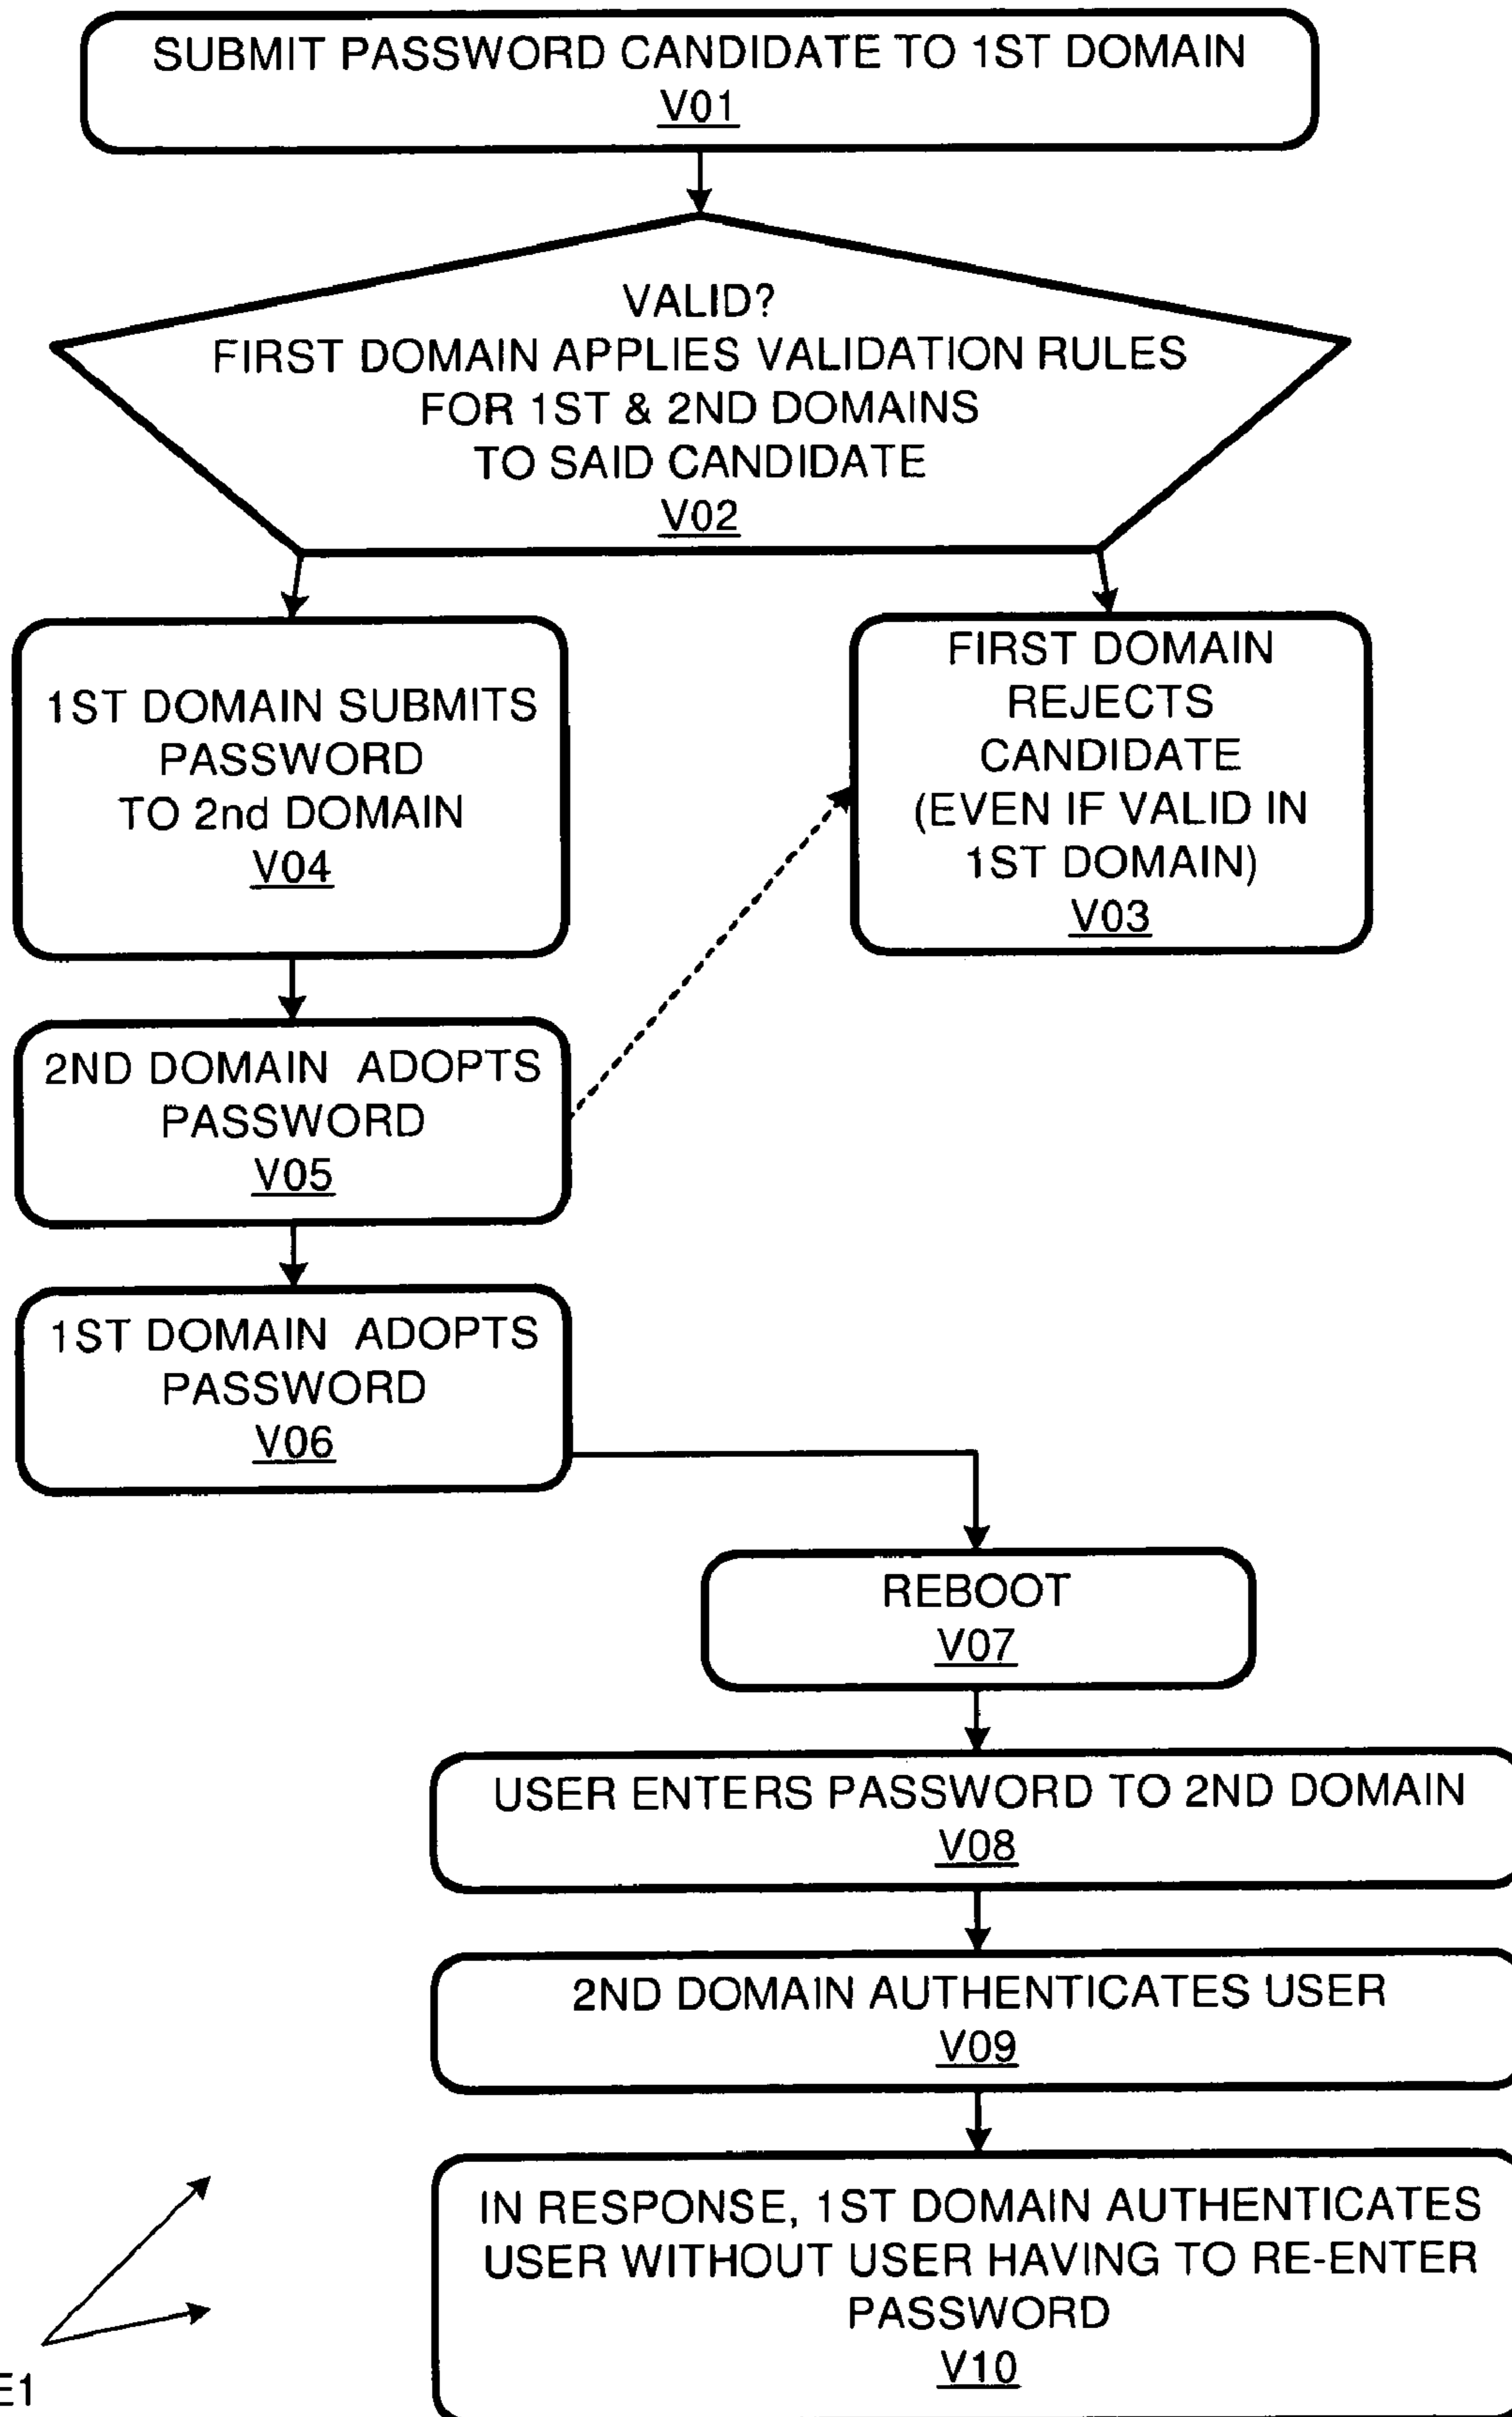 SUBMIT PASSWORD CANDIDATE TO 1ST DOMAIN
V01
VALID?
FIRST DOMAIN APPLIES VALIDATION RULES
FOR 1ST & 2ND DOMAINS
TO SAID CANDIDATE
V02
1ST DOMAIN SUBMITS
PASSWORD
TO 2nd DOMAIN
V04
FIRST DOMAIN
REJECTS
CANDIDATE
(EVEN IF VALID IN
1ST DOMAIN)
V03
2ND DOMAIN ADOPTS
PASSWORD
V05
1ST DOMAIN ADOPTS
PASSWORD
V06
REBOOT
V07
USER ENTERS PASSWORD TO 2ND DOMAIN
V08
2ND DOMAIN AUTHENTICATES USER
V09
IN RESPONSE, 1ST DOMAIN AUTHENTICATES
USER WITHOUT USER HAVING TO RE-ENTER
PASSWORD
V10